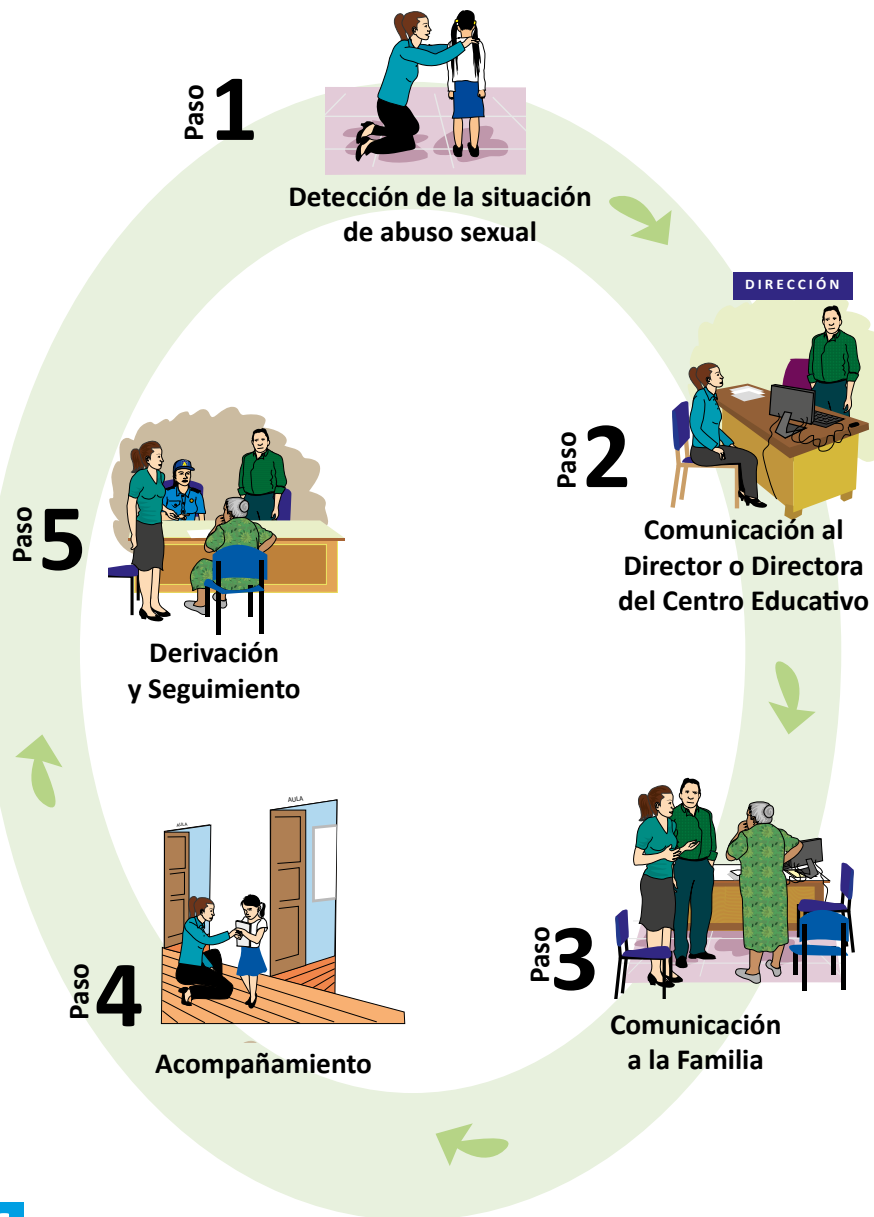 Paso 1
Detección de la situación
de abuso sexual
DIRECCIÓN
Paso 2
Comunicación al
Director o Directora
del Centro Educativo
Paso 3
Comunicación
a la Familia
AULA
AULA
Paso 4
Acompañamiento
Paso 5
Derivación
y Seguimiento